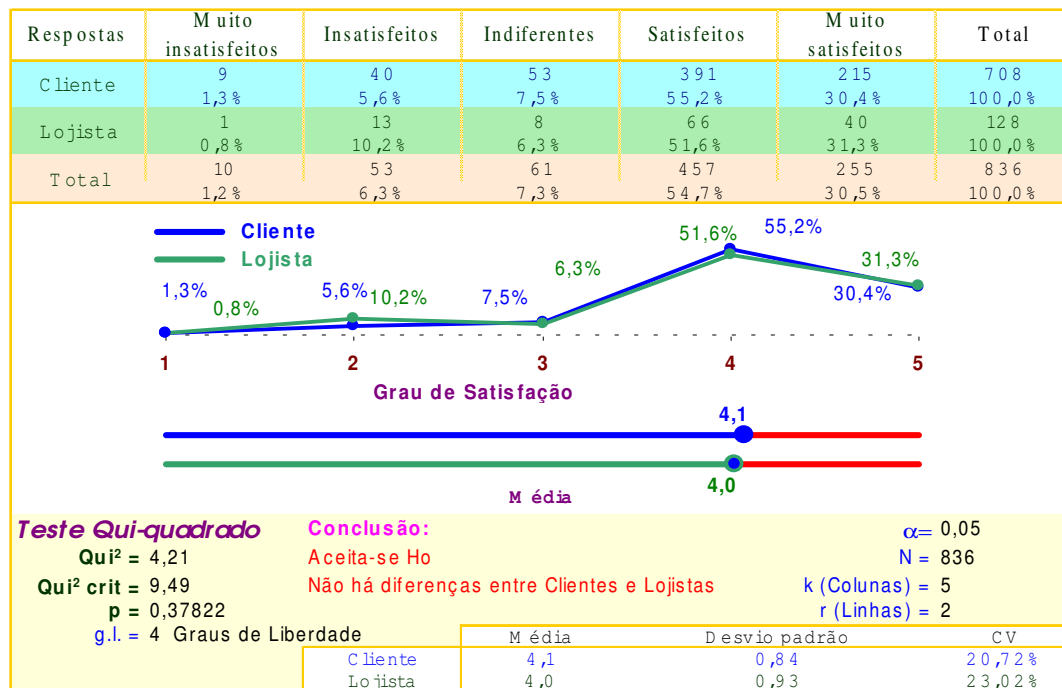 Respostas Muito insatisfeitos Insatisfeitos Indiferentes Satisfeitos Muito satisfeitos Total
Cliente 9 40 53 391 215 708
1,3% 5,6% 7,5% 55,2% 30,4% 100,0%
Lojista 1 13 8 66 40 128
0,8% 10,2% 6,3% 51,6% 31,3% 100,0%
Total 10 53 61 457 255 836
1,2% 6,3% 7,3% 54,7% 30,5% 100,0%
Cliente
Lojista
1,3% 0,8% 5,6% 10,2% 7,5% 6,3% 51,6% 55,2% 31,3% 30,4%
1 2 3 4 5
Grau de Satisfação
4,1
4,0
Média
Teste Qui-quadrado Conclusão: α= 0,05
Qui² = 4,21 Aceita-se Ho N = 836
Qui² crit = 9,49 Não há diferenças entre Clientes e Lojistas k (Colunas) = 5
p = 0,37822 r (Linhas) = 2
g.l. = 4 Graus de Liberdade
Média Desvio padrão CV
Cliente 4,1 0,84 20,72%
Lojista 4,0 0,93 23,02%